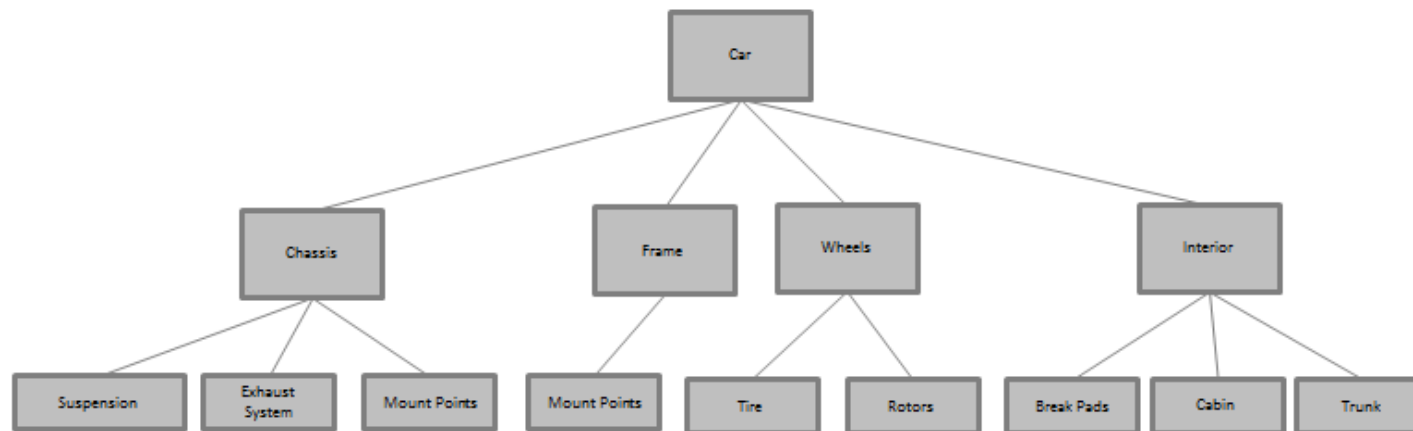 Car
Chassis
Frame
Wheels
Interior
Suspension
Exhaust
System
Mount Points
Mount Points
Tire
Rotors
Break Pads
Cabin
Trunk